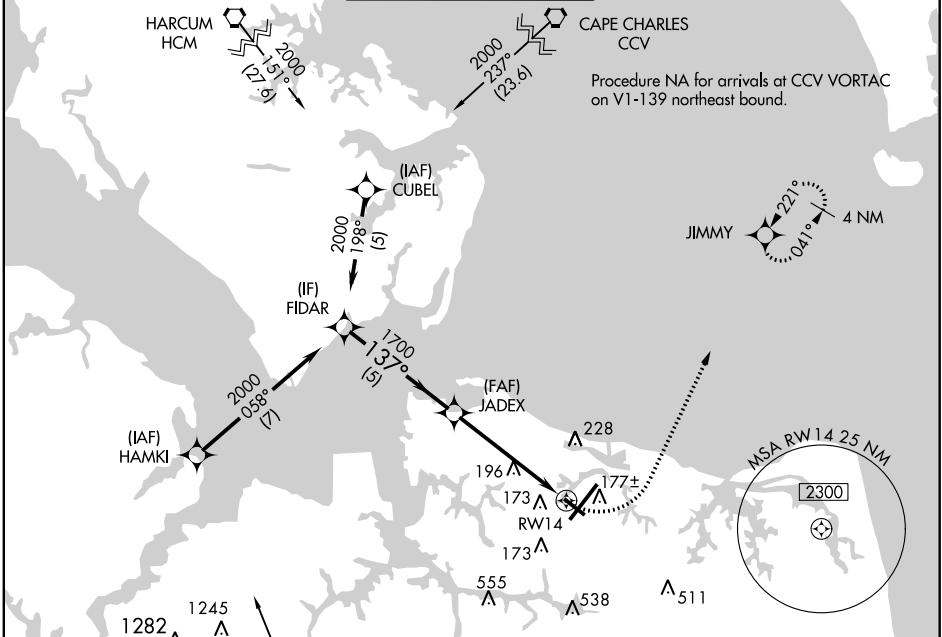 HARCUM
HCM
2000
151°
(27.6)
CAPE CHARLES
CCV
2000
237°
(23.6)
Procedure NA for arrivals at CCV VORTAC
on V1-139 northeast bound.
(IAF)
CUBEL
2000
198°
(5)
JIMMY
221°
041°
4 NM
(IF)
FIDAR
1700
137°
(5)
2000
058°
(7)
(IAF)
HAMKI
(FAF)
JADEX
228
196
173
177±
RW14
173
MSA RW14 25 NM
2300
555
538
511
1245
1282